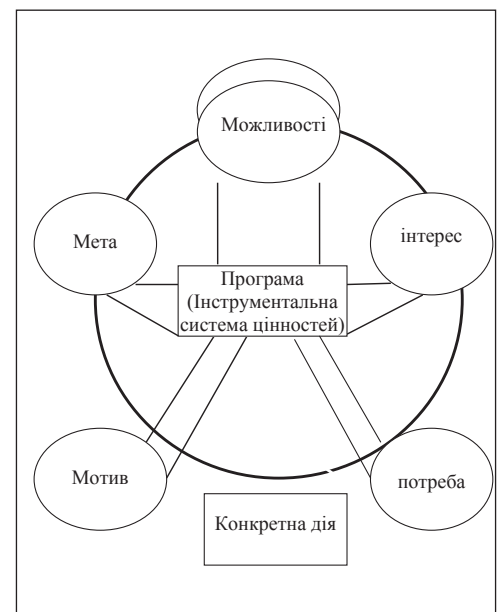 Можливості
Мета
інтерес
Програма
(Інструментальна
система цінностей)
Мотив
потреба
Конкретна дія